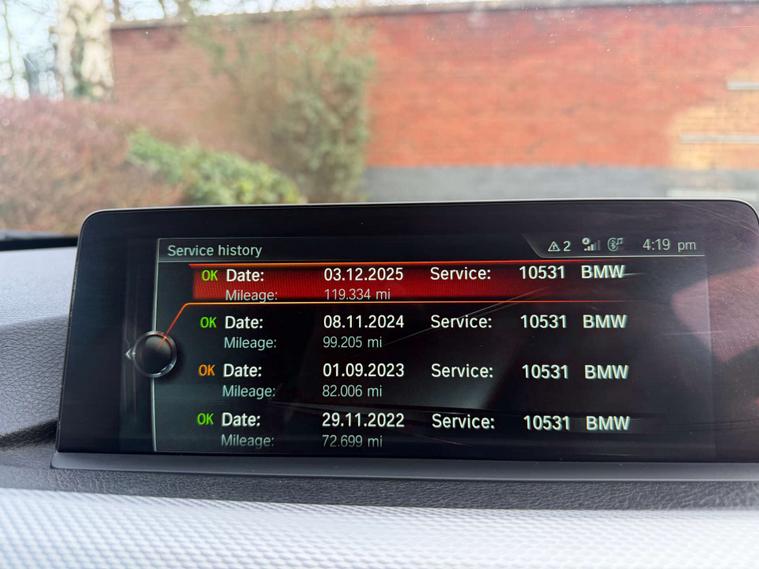 Service history 2 4:19 pm
OK Date: 03.12.2025 Service: 10531 BMW
Mileage: 119.334 mi
OK Date: 08.11.2024 Service: 10531 BMW
Mileage: 99.205 mi
OK Date: 01.09.2023 Service: 10531 BMW
Mileage: 82.006 mi
OK Date: 29.11.2022 Service: 10531 BMW
Mileage: 72.699 mi